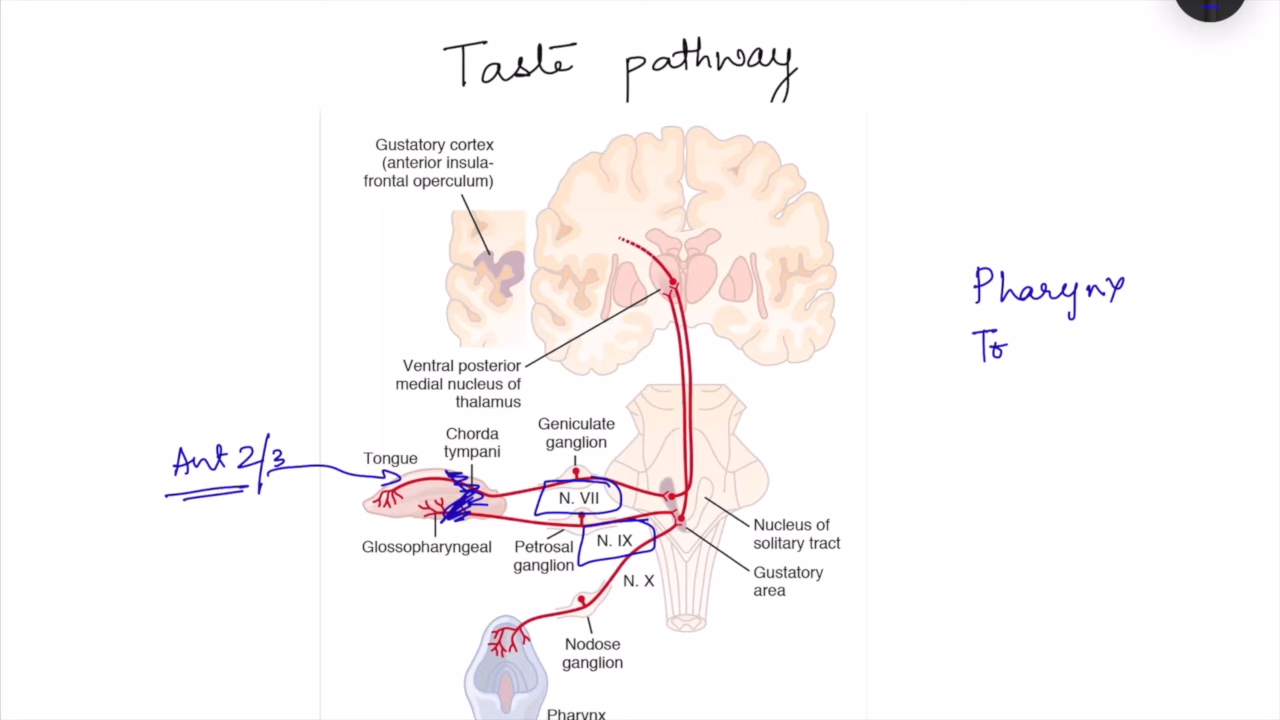 Taste pathway
Gustatory cortex
(anterior insula-
frontal operculum)
Pharynx
To
Ventral posterior
medial nucleus of
thalamus
Ant 2/3
Tongue
Chorda
tympani
Geniculate
ganglion
N. VII
Glossopharyngeal
Petrosal
ganglion
N. IX
N. X
Nucleus of
solitary tract
Gustatory
area
Nodose
ganglion
Pharynx